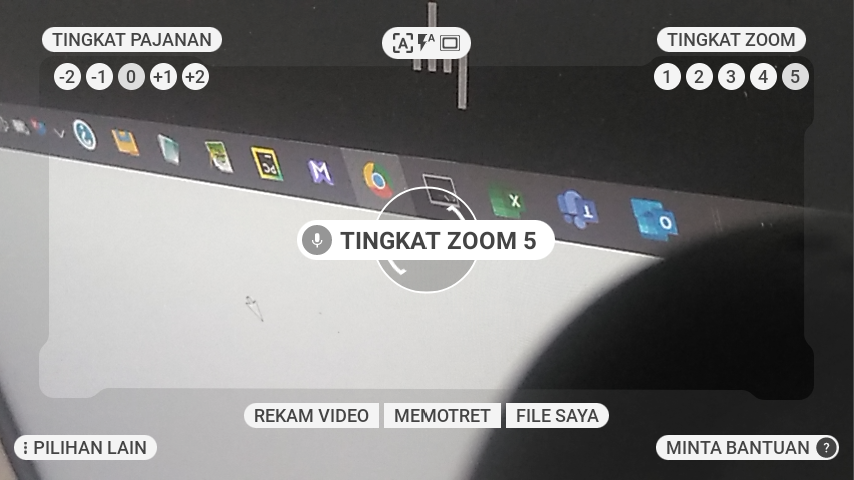 TINGKAT PAJANAN
TINGKAT ZOOM
-2 -1 0 +1 +2
1 2 3 4 5
TINGKAT ZOOM 5
REKAM VIDEO MEMOTRET FILE SAYA
PILIHAN LAIN
MINTA BANTUAN ?